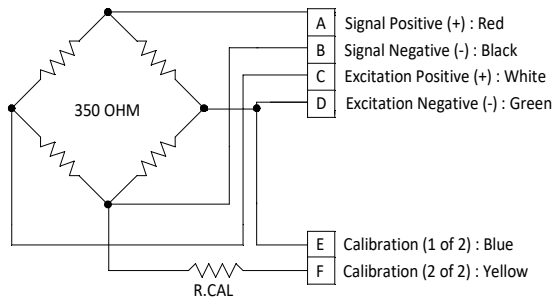 A Signal Positive (+) : Red
B Signal Negative (-) : Black
C Excitation Positive (+) : White
350 OHM
D Excitation Negative (-) : Green
E Calibration (1 of 2) : Blue
F Calibration (2 of 2) : Yellow
R.CAL